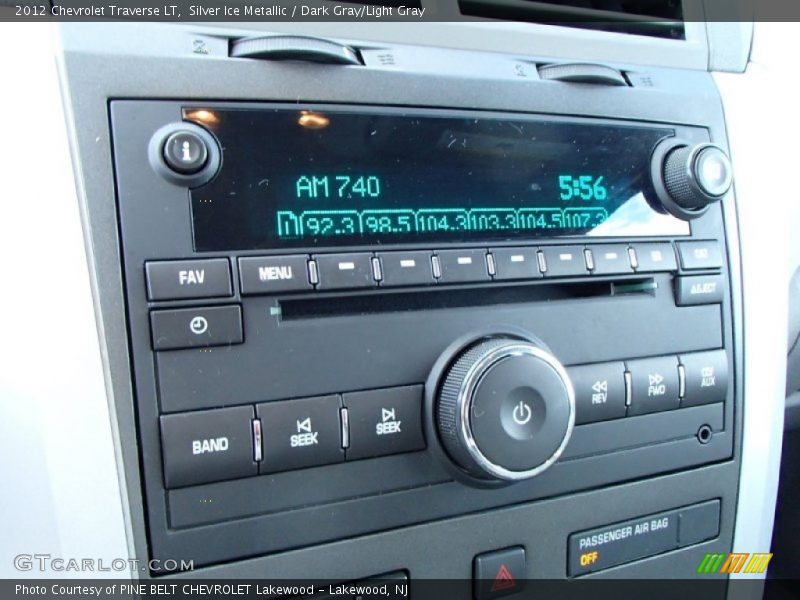 2012 Chevrolet Traverse LT, Silver Ice Metallic / Dark Gray/Light Gray
i
AM 740 5:56
92.3 98.5 104.3 103.3 104.5 107.3
FAV MENU
EJECT
BAND SEEK SEEK REV FWD CD/AUX
PASSENGER AIR BAG
OFF
GTCarlot.com
Photo Courtesy of PINE BELT CHEVROLET Lakewood - Lakewood, NJ